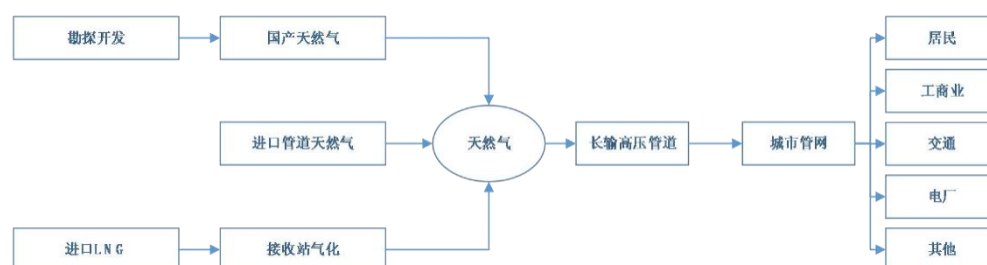 勘探开发
国产天然气
居民
工商业
进口管道天然气
天然气
长输高压管道
城市管网
交通
电厂
进口LNG
接收站气化
其他